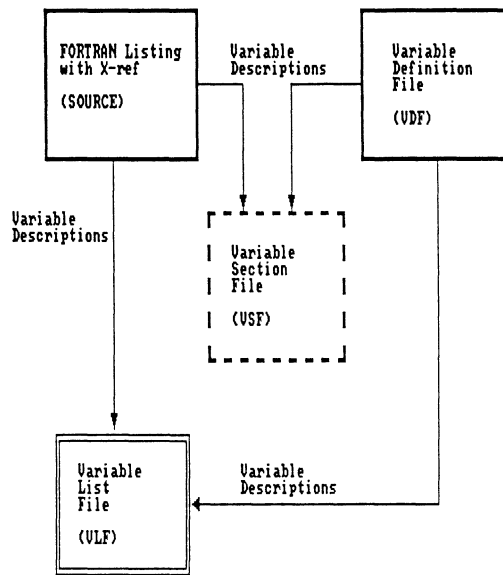 FORTRAN Listing
with X-ref
(SOURCE)
Variable
Descriptions
Variable
Definition
File
(VDF)
Variable
Descriptions
Variable
Section
File
(VSF)
Variable
List
File
(VLF)
Variable
Descriptions